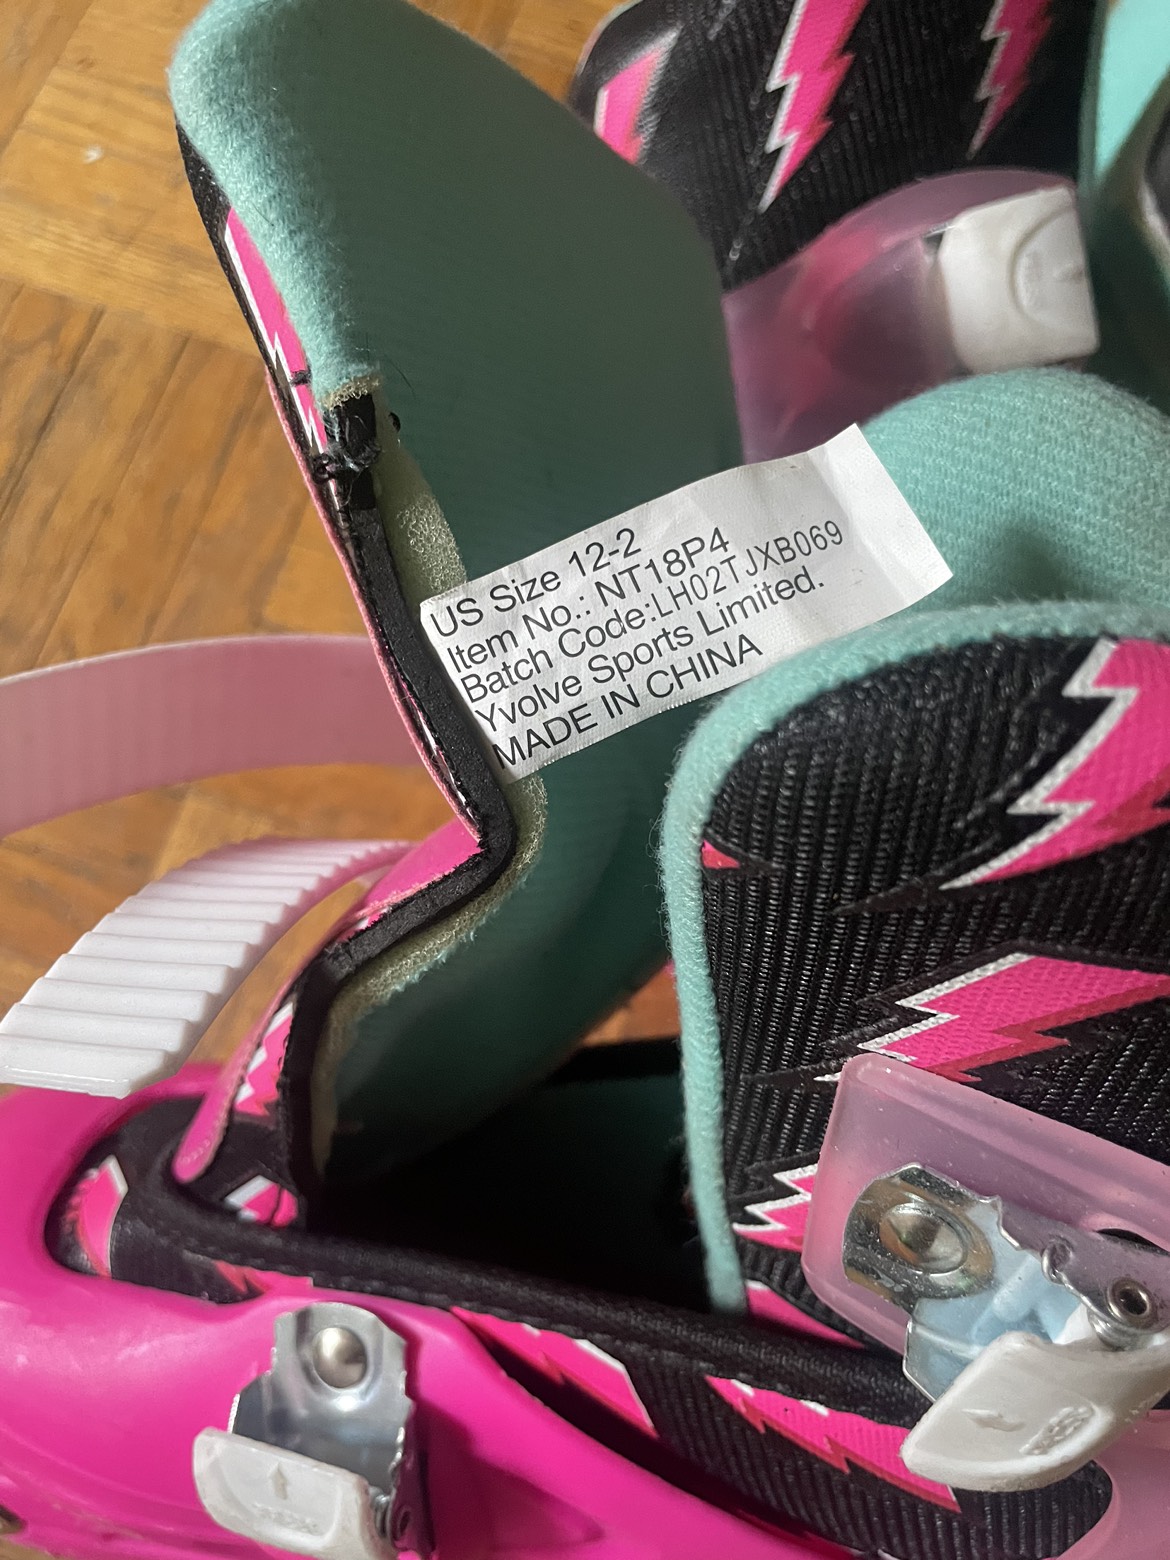 US Size 12-2
Item No.: NT18P4
Batch Code:LH02TJXB069
Yvolve Sports Limited.
MADE IN CHINA